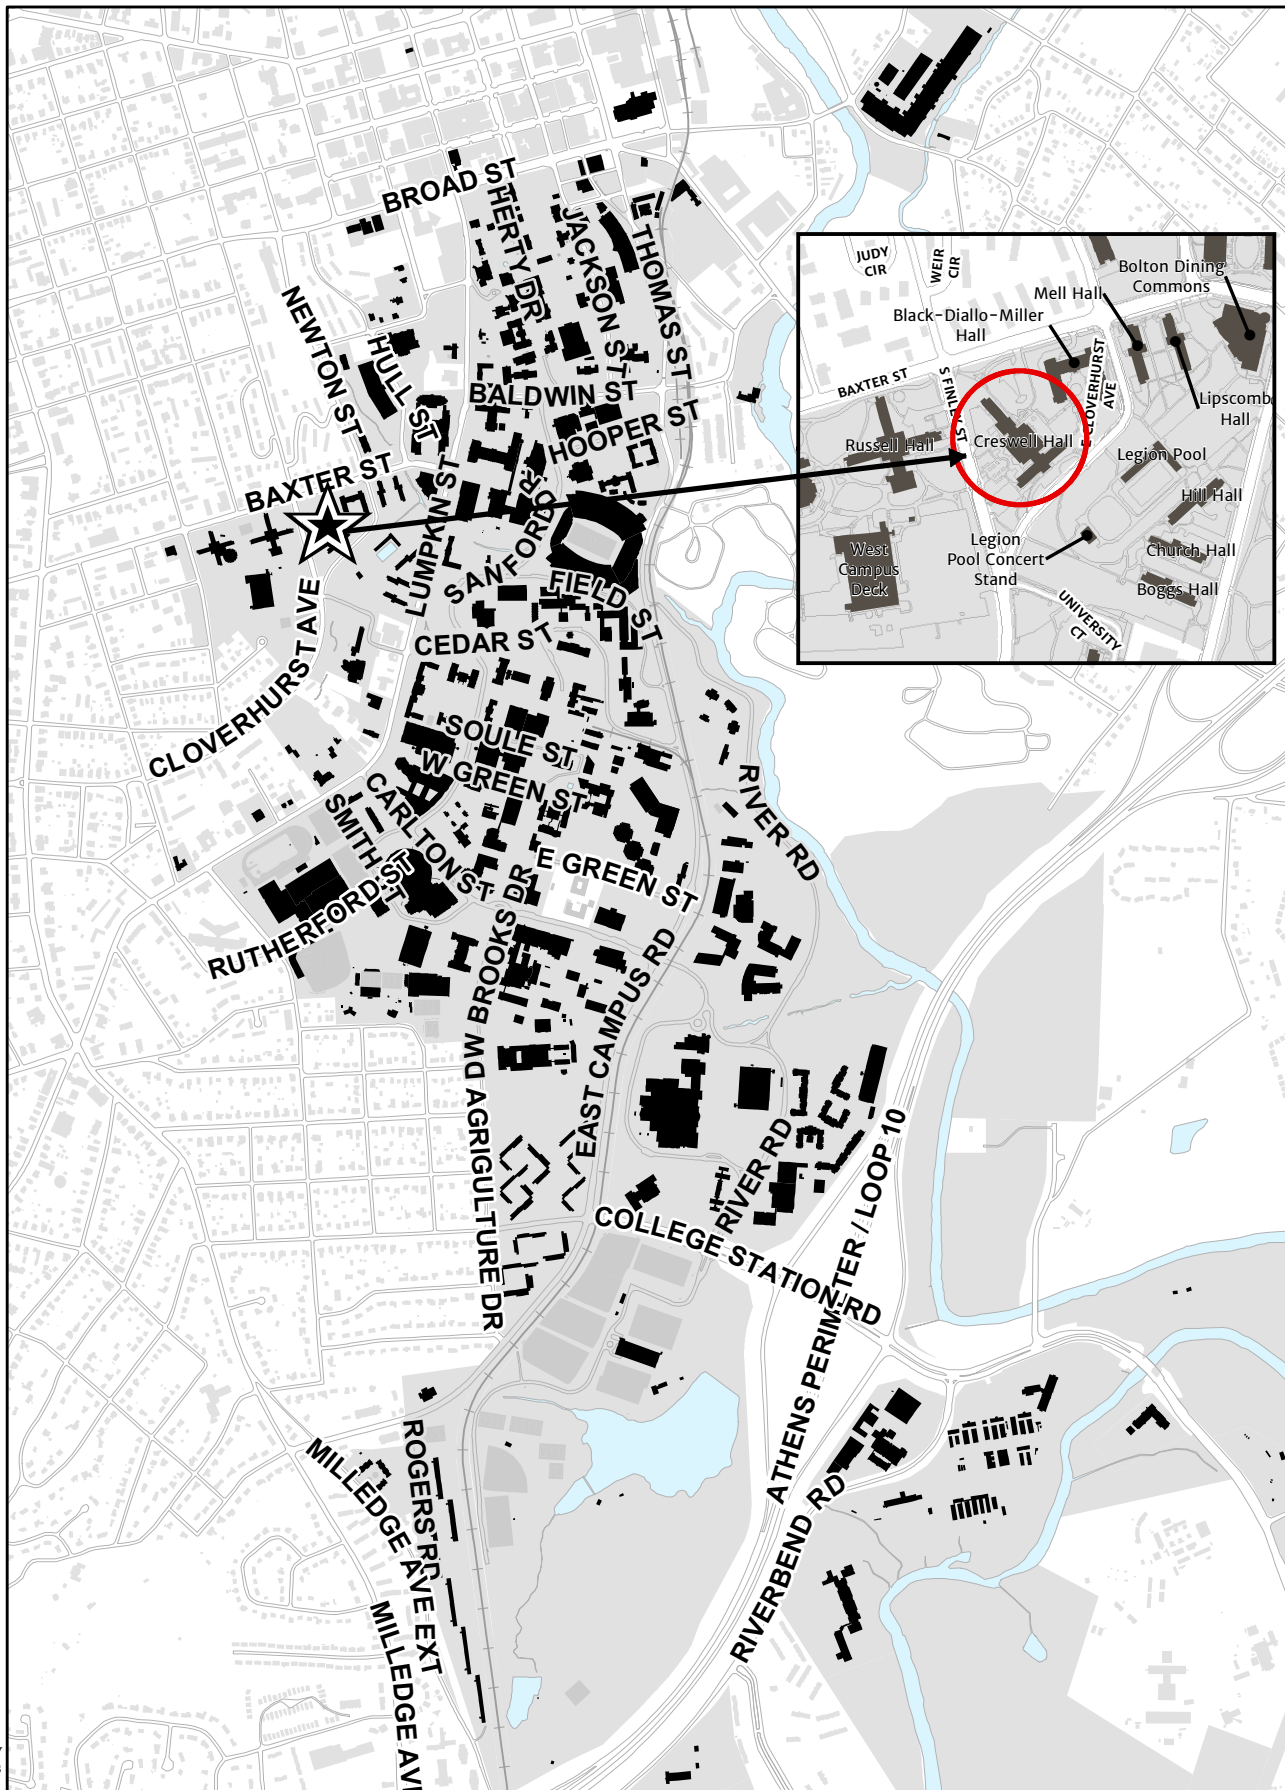 BROAD ST
HERTY DR
JACKSON ST
THOMAS ST
NEWTON ST
HULL ST
BALDWIN ST
HOOPER ST
BAXTER ST
LUMPKIN ST
SANFORD DR
FIELD ST
CEDAR ST
CLOVERHURST AVE
SOULE ST
W GREEN ST
CARLTON ST
SMITH ST
RUTHERFORD ST
E GREEN ST
RIVER RD
MD BROOKS DR
EAST CAMPUS RD
AGRIGULTURE DR
RIVER RD
COLLEGE STATION RD
ATHENS PERIMETER / LOOP 10
RIVERBEND RD
ROGERS RD
MILLEDGE AVE EXT
MILLEDGE AVE
JUDY
CIR
WEIR
CIR
Bolton Dining
Commons
Mell Hall
Black-Diallo-Miller
Hall
BAXTER ST
S FINLEY ST
E CLOVERHURST
AVE
Lipscomb
Hall
Russell Hall
Creswell Hall
Legion Pool
Hill Hall
West
Campus
Deck
Legion
Pool Concert
Stand
Church Hall
Boggs Hall
UNIVERSITY
CT